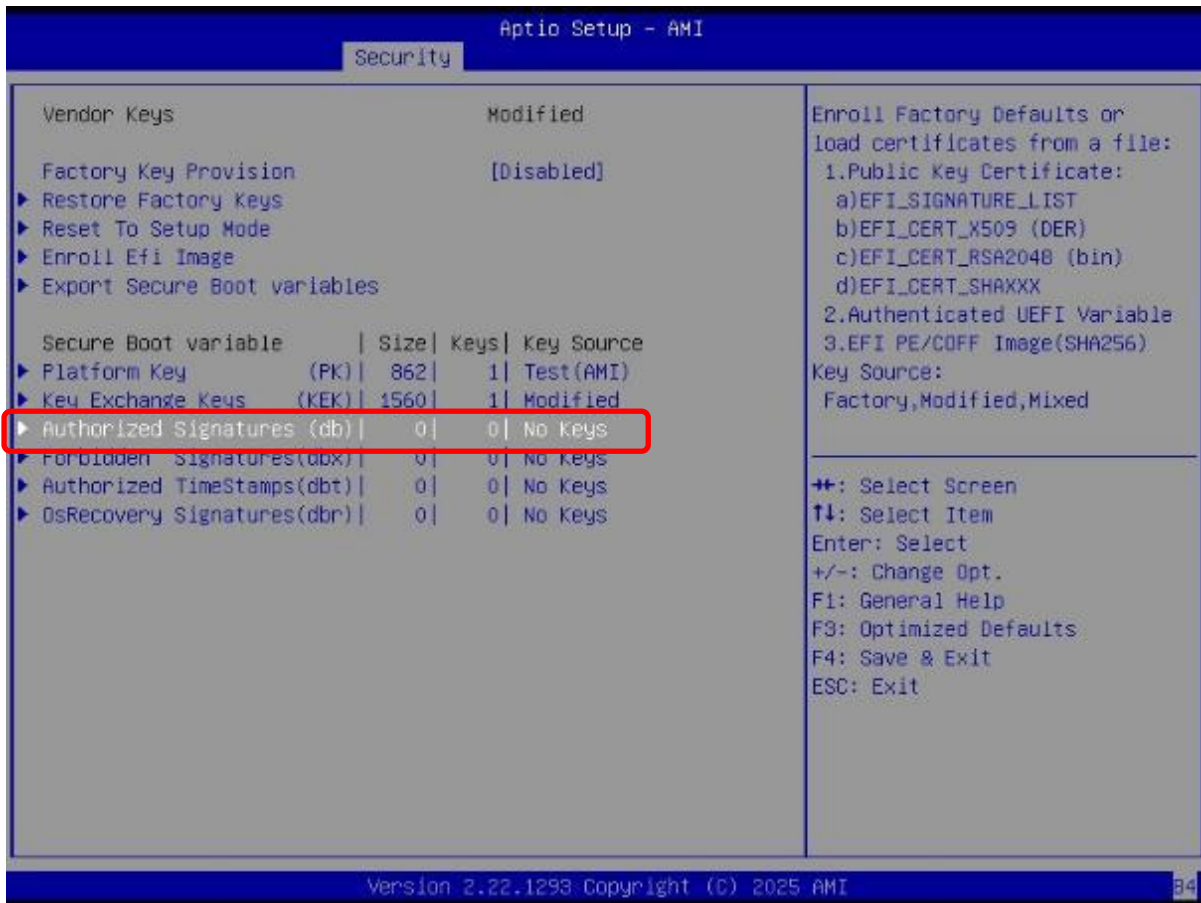 Aptio Setup - AMI
Security
Vendor Keys Modified
Factory Key Provision [Disabled]
Restore Factory Keys
Reset To Setup Mode
Enroll Efi Image
Export Secure Boot variables
Secure Boot variable | Size| Keys| Key Source
Platform Key (PK)| 862| 1| Test(AMI)
Key Exchange Keys (KEK)| 1560| 1| Modified
Authorized Signatures (db)| 0| 0| No Keys
Forbidden Signatures(dbx)| 0| 0| No Keys
Authorized TimeStamps(dbt)| 0| 0| No Keys
OsRecovery Signatures(dbr)| 0| 0| No Keys
Enroll Factory Defaults or
load certificates from a file:
1.Public Key Certificate:
a)EFI_SIGNATURE_LIST
b)EFI_CERT_X509 (DER)
c)EFI_CERT_RSA2048 (bin)
d)EFI_CERT_SHAXXX
2.Authenticated UEFI Variable
3.EFI PE/COFF Image(SHA256)
Key Source:
Factory,Modified,Mixed
→←: Select Screen
↑↓: Select Item
Enter: Select
+/-: Change Opt.
F1: General Help
F3: Optimized Defaults
F4: Save & Exit
ESC: Exit
Version 2.22.1293 Copyright (C) 2025 AMI
B4